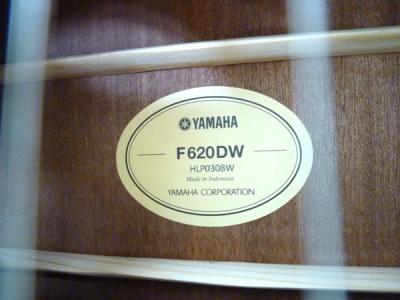 YAMAHA
F620DW
HLP0308W
Made in Indonesia
YAMAHA CORPORATION